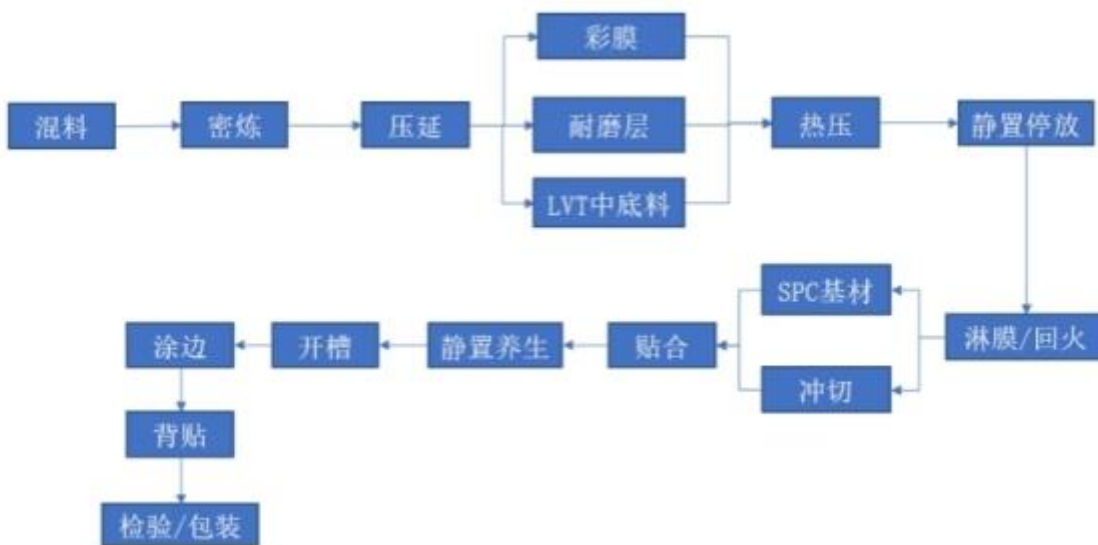 混料
密炼
压延
彩膜
耐磨层
LVT中底料
热压
静置停放
淋膜/回火
SPC基材
冲切
贴合
静置养生
开槽
涂边
背贴
检验/包装